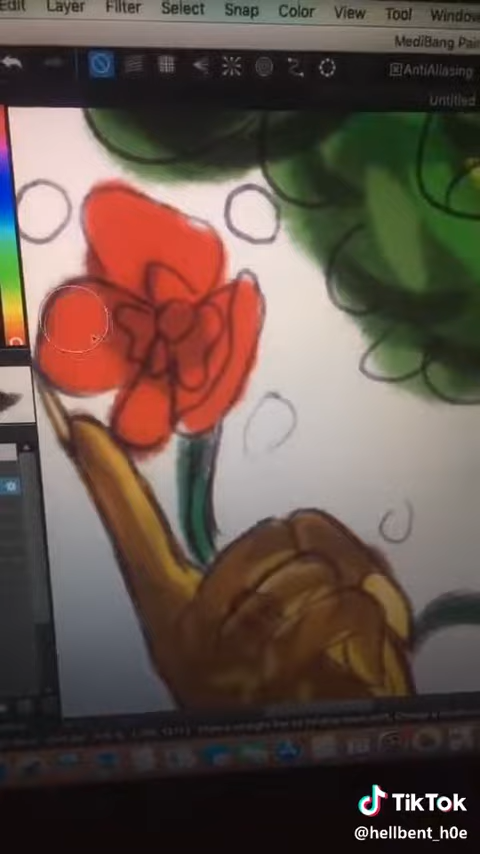 Edit Layer Filter Select Snap Color View Tool Window
MediBang Pai
AntiAliasing
Untitled
TikTok
@hellbent_h0e